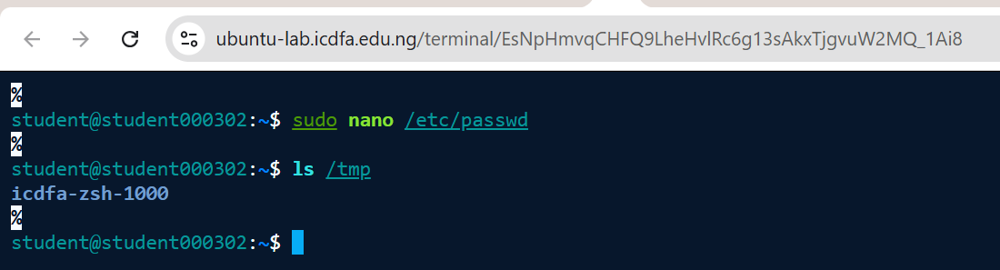 ubuntu-lab.icdfa.edu.ng/terminal/EsNpHmvqCHFQ9LheHvlRc6g13sAkxTjgvuW2MQ_1Ai8
%
student@student000302:~$ sudo nano /etc/passwd
%
student@student000302:~$ ls /tmp
icdfa-zsh-1000
%
student@student000302:~$